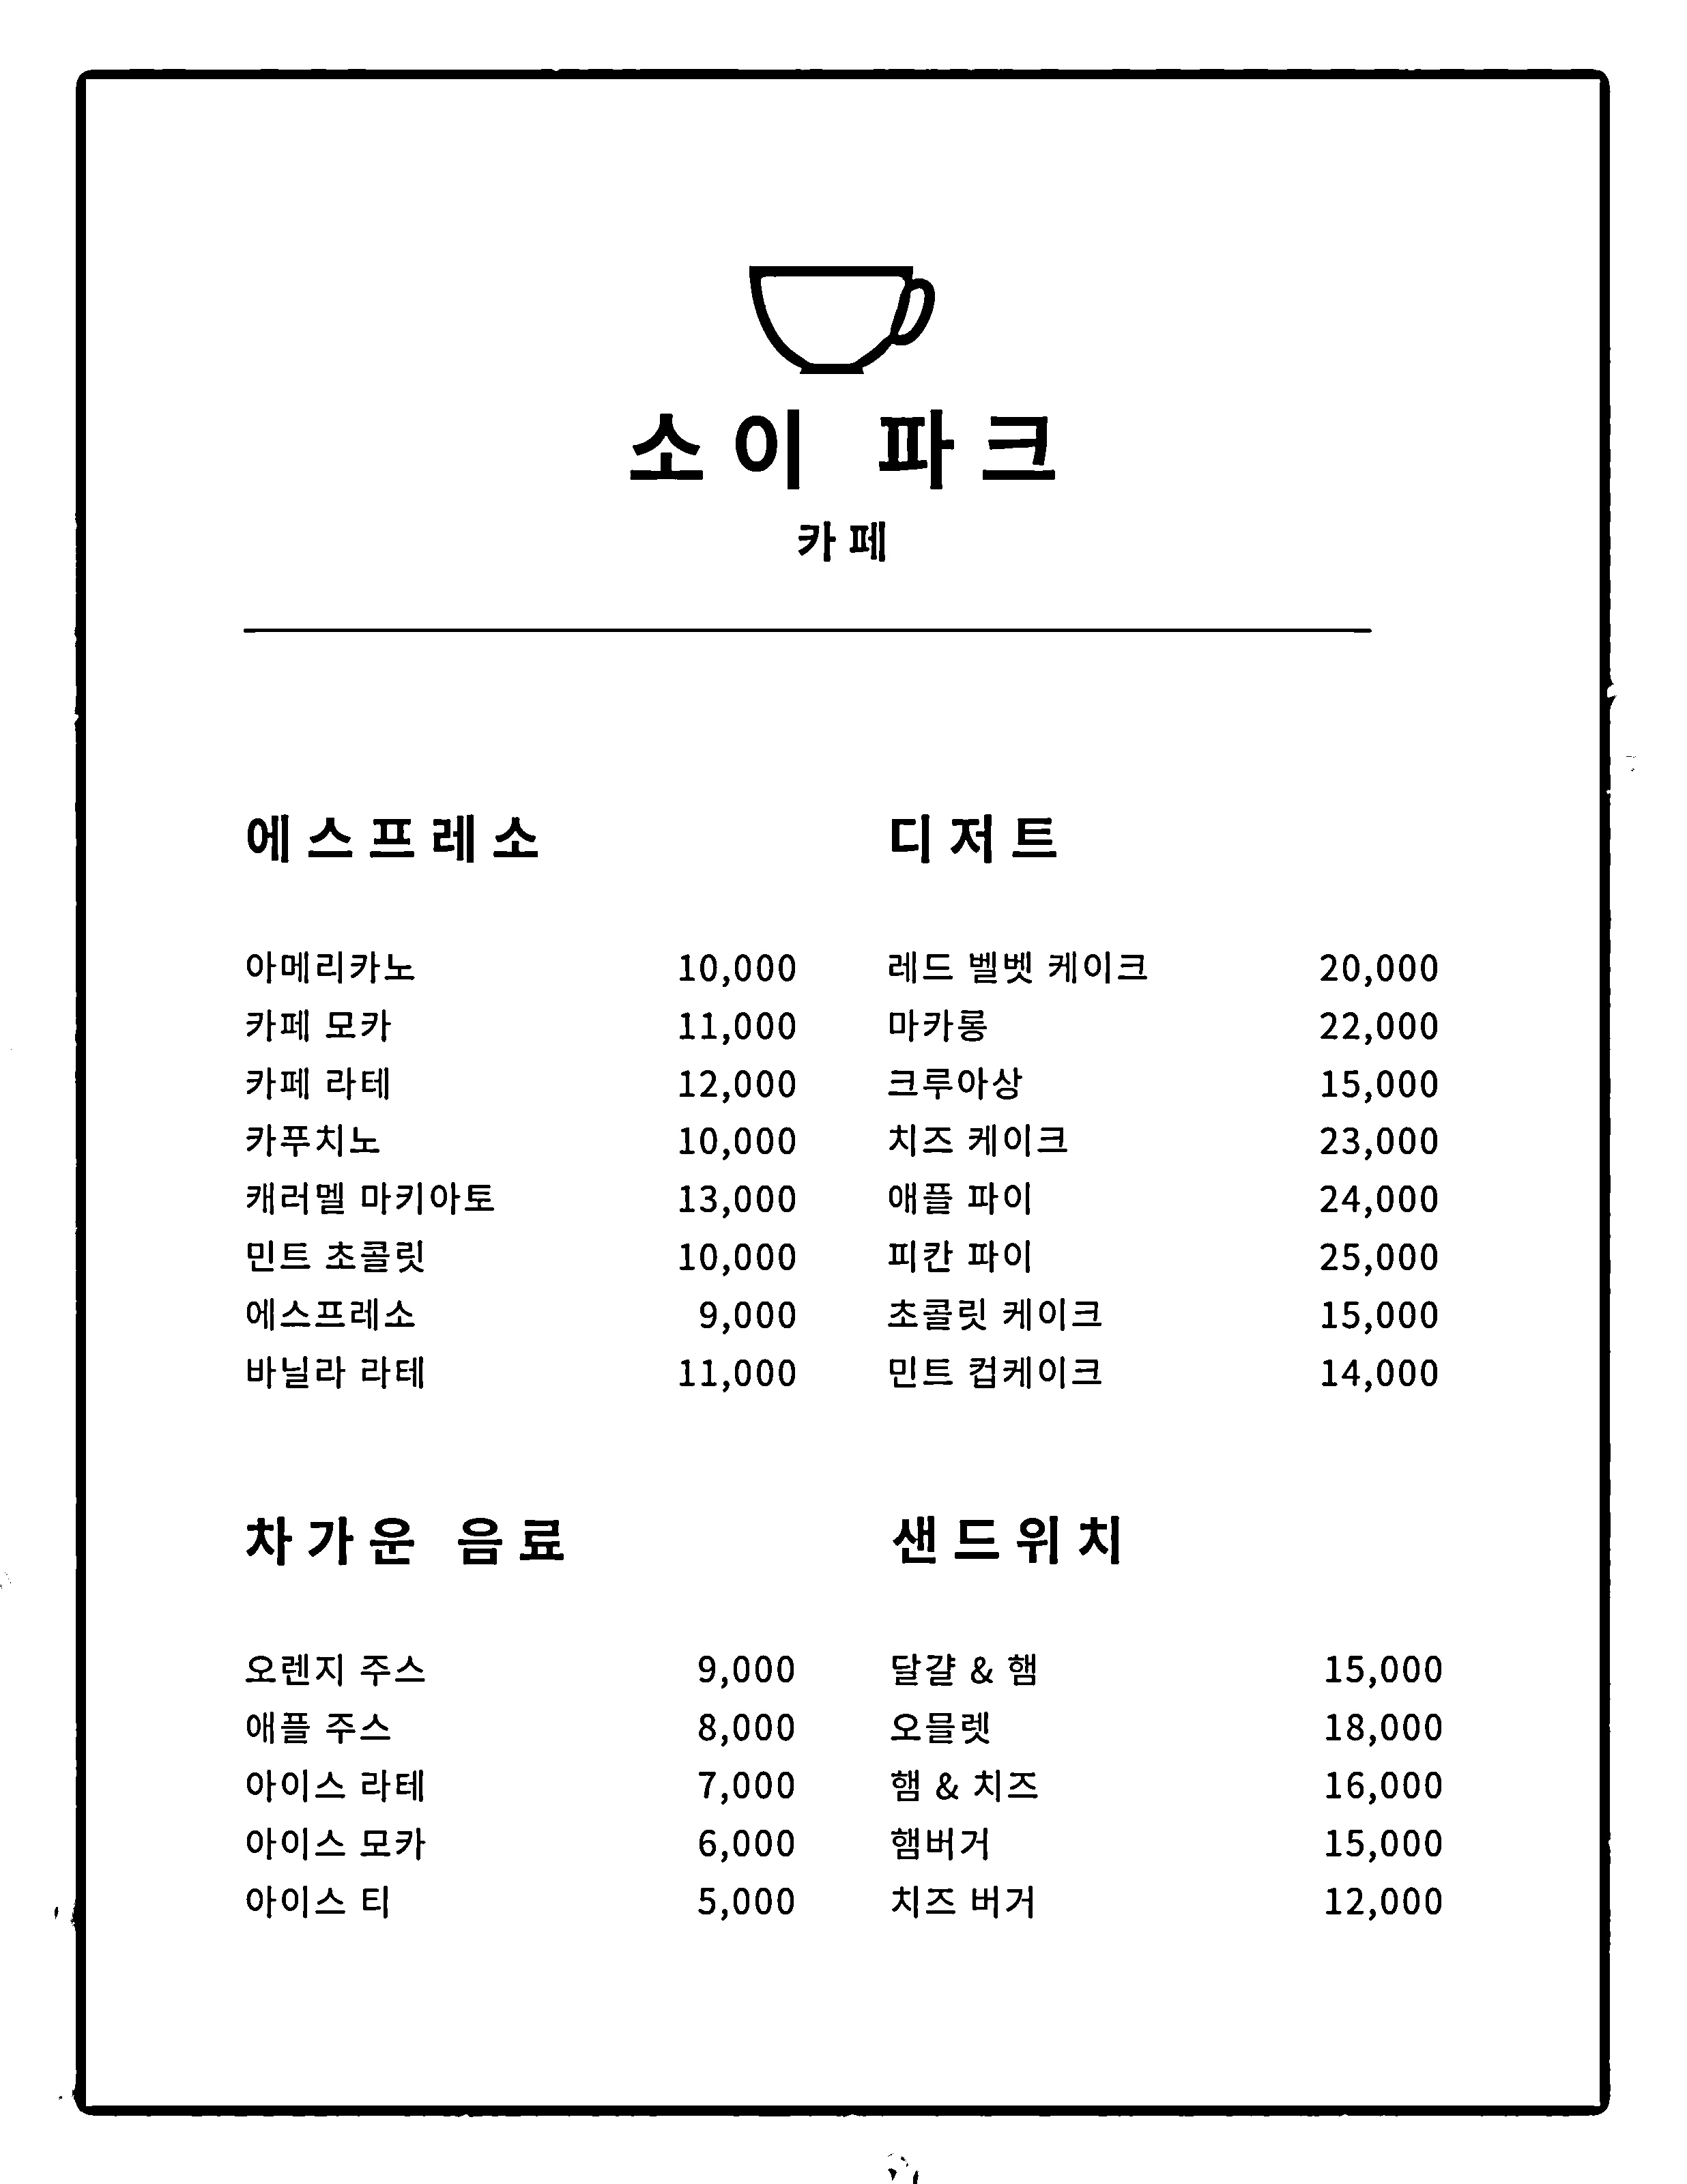 소이 파크
카페
에스프레소
아메리카노 10,000
카페 모카 11,000
카페 라테 12,000
카푸치노 10,000
캐러멜 마키아토 13,000
민트 초콜릿 10,000
에스프레소 9,000
바닐라 라테 11,000
디저트
레드 벨벳 케이크 20,000
마카롱 22,000
크루아상 15,000
치즈 케이크 23,000
애플 파이 24,000
피칸 파이 25,000
초콜릿 케이크 15,000
민트 컵케이크 14,000
차가운 음료
오렌지 주스 9,000
애플 주스 8,000
아이스 라테 7,000
아이스 모카 6,000
아이스 티 5,000
샌드위치
달걀 & 햄 15,000
오믈렛 18,000
햄 & 치즈 16,000
햄버거 15,000
치즈 버거 12,000